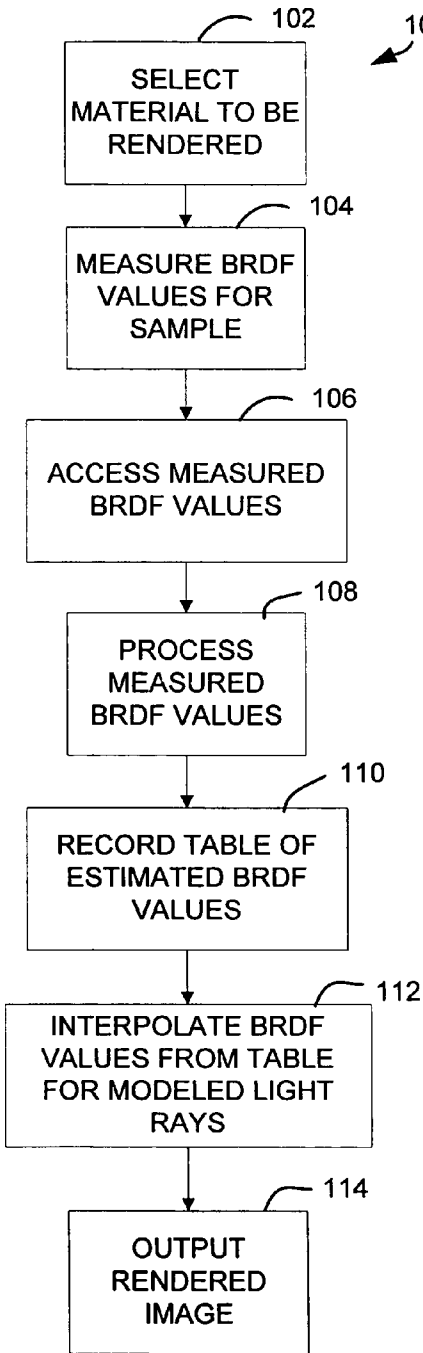 102
SELECT
MATERIAL TO BE
RENDERED
104
MEASURE BRDF
VALUES FOR
SAMPLE
106
ACCESS MEASURED
BRDF VALUES
108
PROCESS
MEASURED
BRDF VALUES
110
RECORD TABLE OF
ESTIMATED BRDF
VALUES
112
INTERPOLATE BRDF
VALUES FROM TABLE
FOR MODELED LIGHT
RAYS
114
OUTPUT
RENDERED
IMAGE